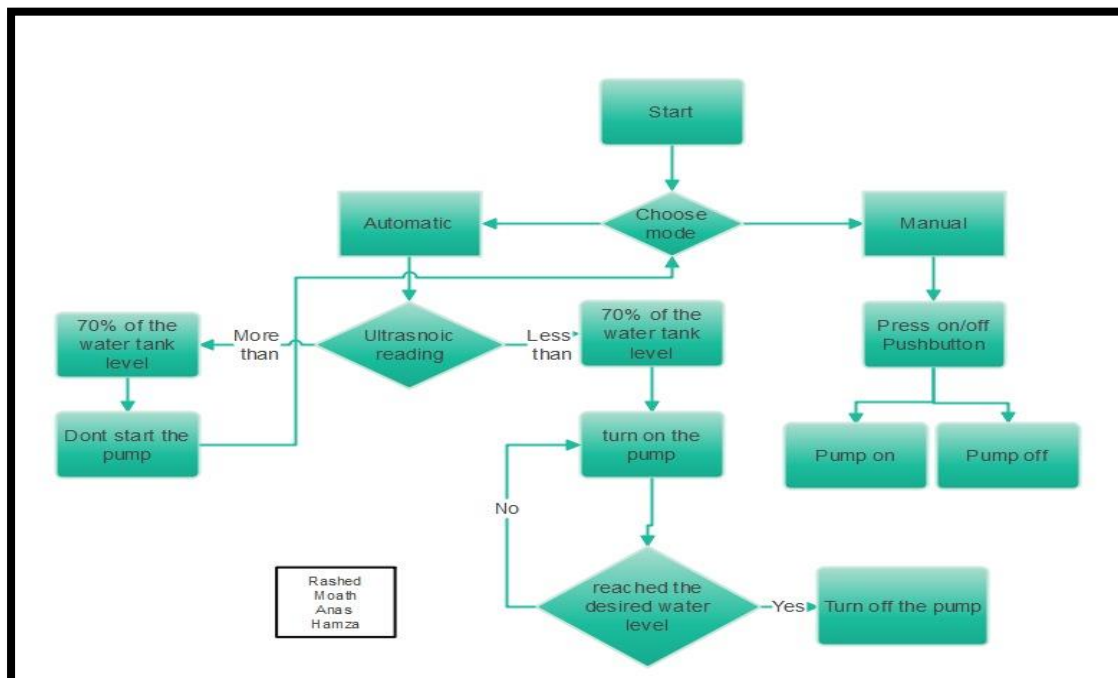 Start
Choose
mode
Automatic
Manual
70% of the
water tank
level
More
than
Ultrasnoic
reading
Less
than
70% of the
water tank
level
Press on/off
Pushbutton
Dont start the
pump
turn on the
pump
Pump on
Pump off
No
Rashed
Moath
Anas
Hamza
reached the
desired water
level
Yes
Turn off the pump